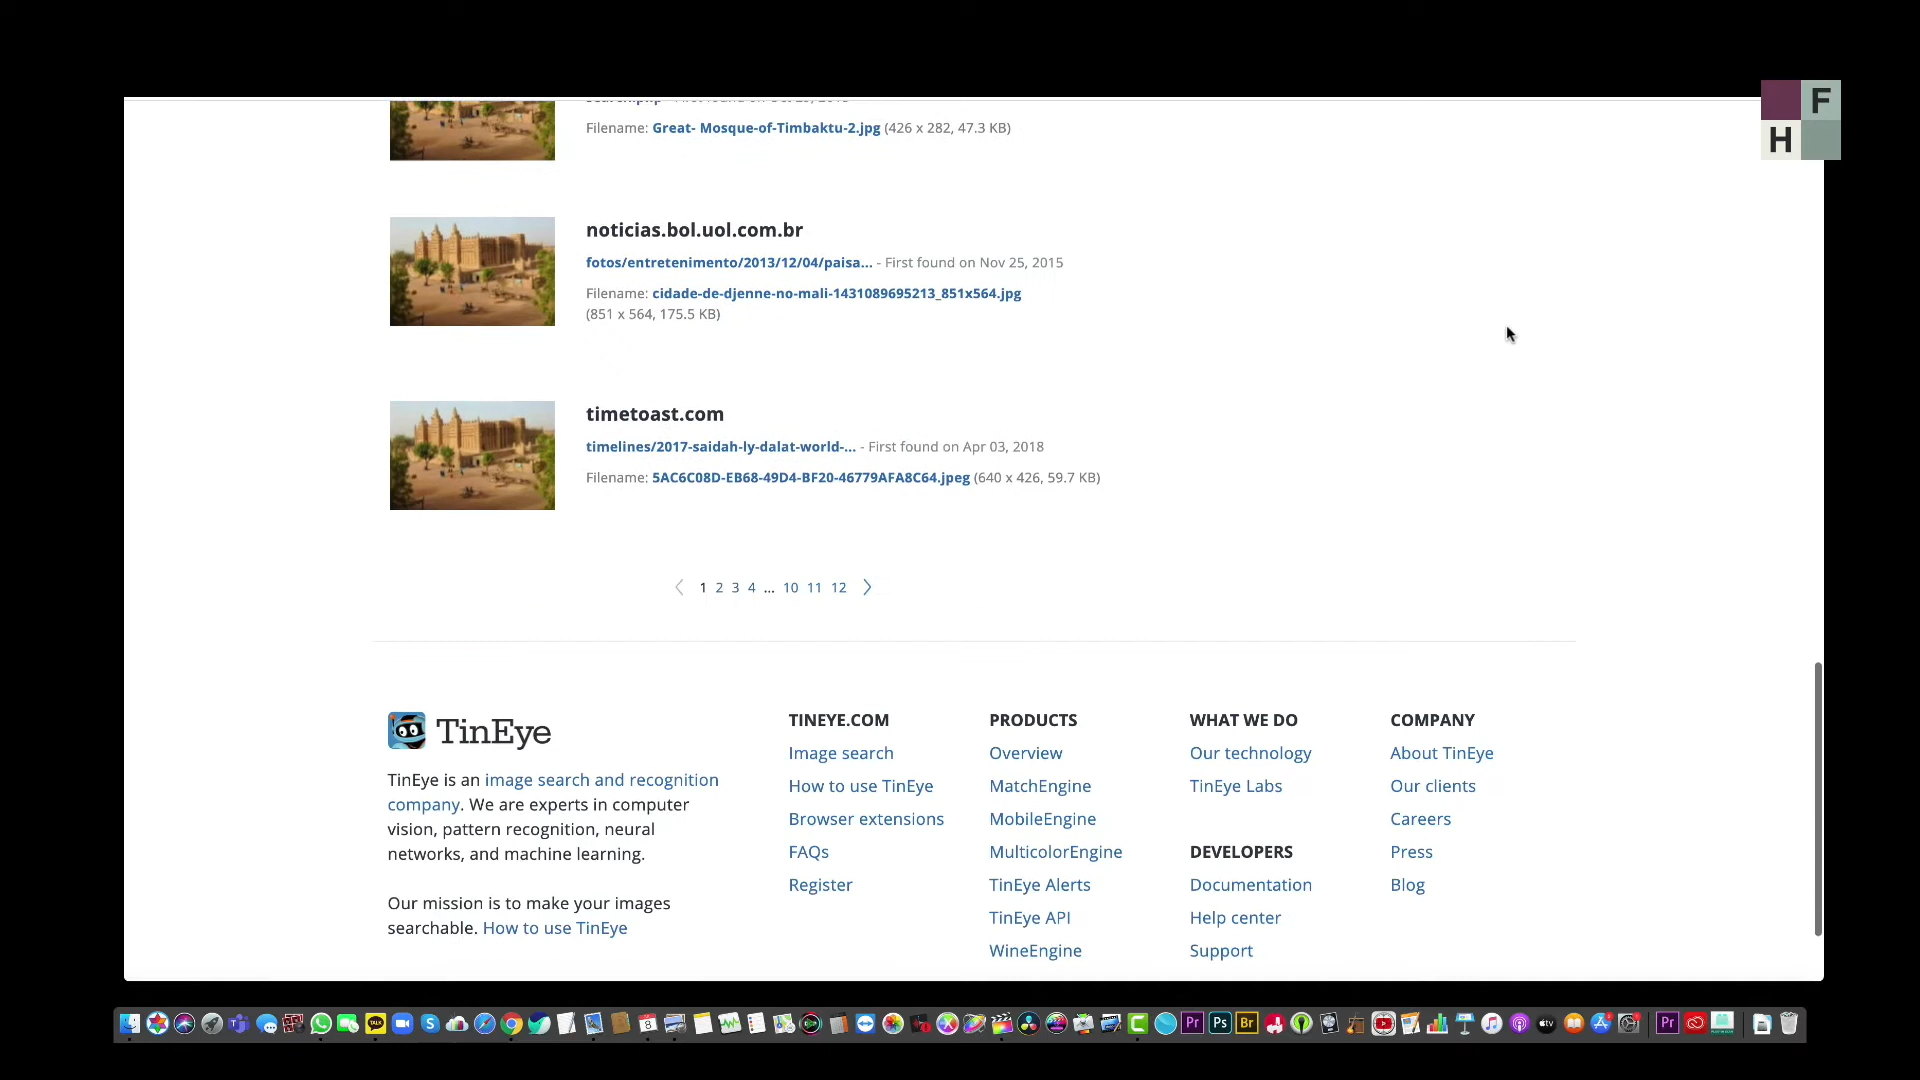 F
H
Filename: Great- Mosque-of-Timbaktu-2.jpg (426 x 282, 47.3 KB)
noticias.bol.uol.com.br
fotos/entretenimento/2013/12/04/paisa... - First found on Nov 25, 2015
Filename: cidade-de-djenne-no-mali-1431089695213_851x564.jpg
(851 x 564, 175.5 KB)
timetoast.com
timelines/2017-saidah-ly-dalat-world-... - First found on Apr 03, 2018
Filename: 5AC6C08D-EB68-49D4-BF20-46779AFA8C64.jpeg (640 x 426, 59.7 KB)
1 2 3 4 ... 10 11 12
TinEye
TinEye is an image search and recognition
company. We are experts in computer
vision, pattern recognition, neural
networks, and machine learning.
Our mission is to make your images
searchable. How to use TinEye
TINEYE.COM
Image search
How to use TinEye
Browser extensions
FAQs
Register
PRODUCTS
Overview
MatchEngine
MobileEngine
MulticolorEngine
TinEye Alerts
TinEye API
WineEngine
WHAT WE DO
Our technology
TinEye Labs
DEVELOPERS
Documentation
Help center
Support
COMPANY
About TinEye
Our clients
Careers
Press
Blog
TALK
8
Pr
Ps
Br
tv
Pr